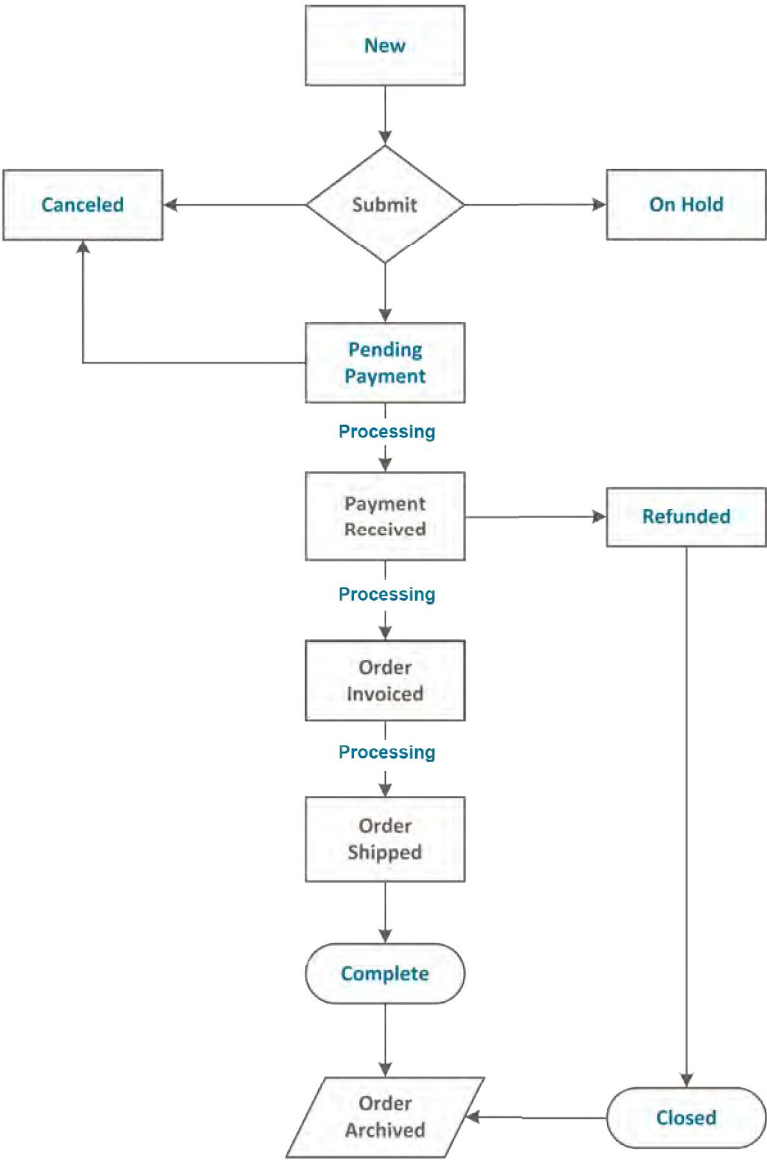 New
Canceled
Submit
On Hold
Pending
Payment
Processing
Payment
Received
Refunded
Processing
Order
Invoiced
Processing
Order
Shipped
Complete
Order
Archived
Closed